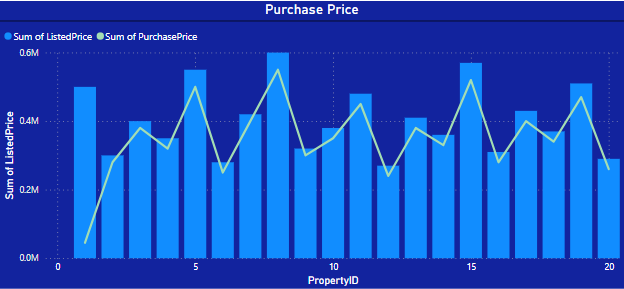 Purchase Price
Sum of ListedPrice Sum of PurchasePrice
Sum of ListedPrice
0.6M
0.4M
0.2M
0.0M
0 5 10 15 20
PropertyID